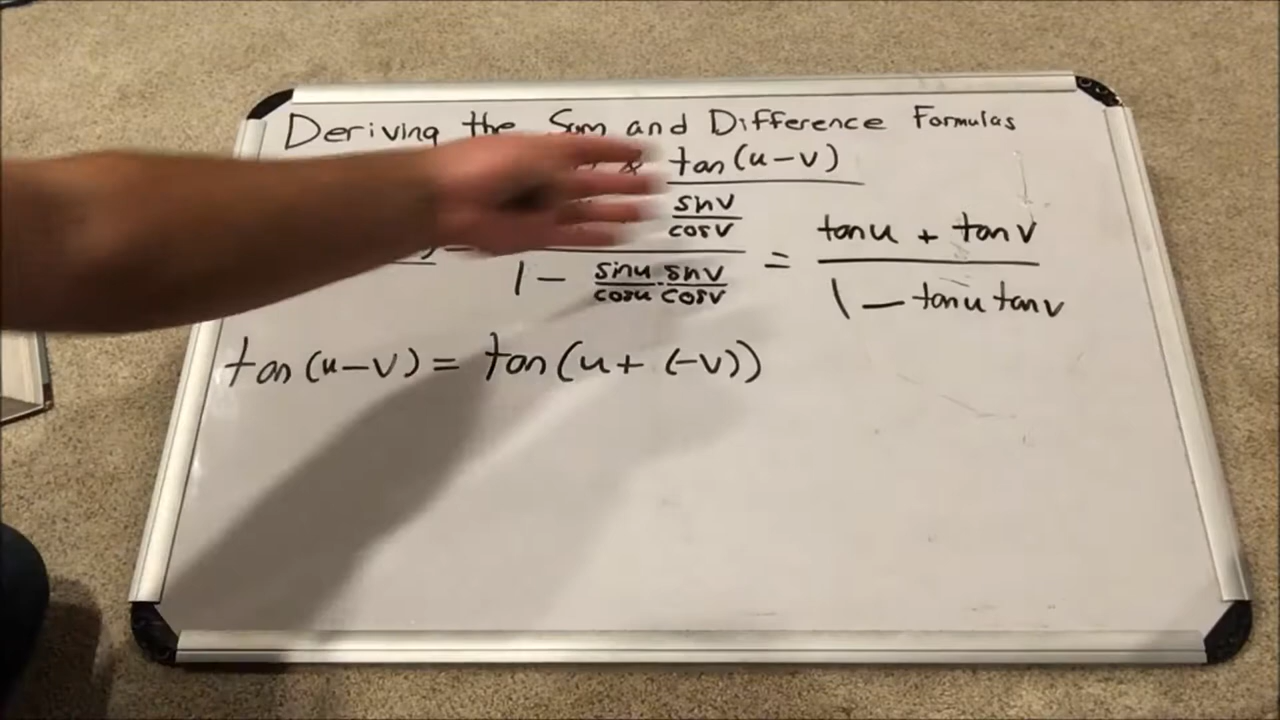 Deriving the Sum and Difference Formulas
& tan(u-v)
sinv/cosv
1 - sinu/cosu · sinv/cosv = (tanu + tanv)/(1 - tanu tanv)
tan(u-v) = tan(u+ (-v))